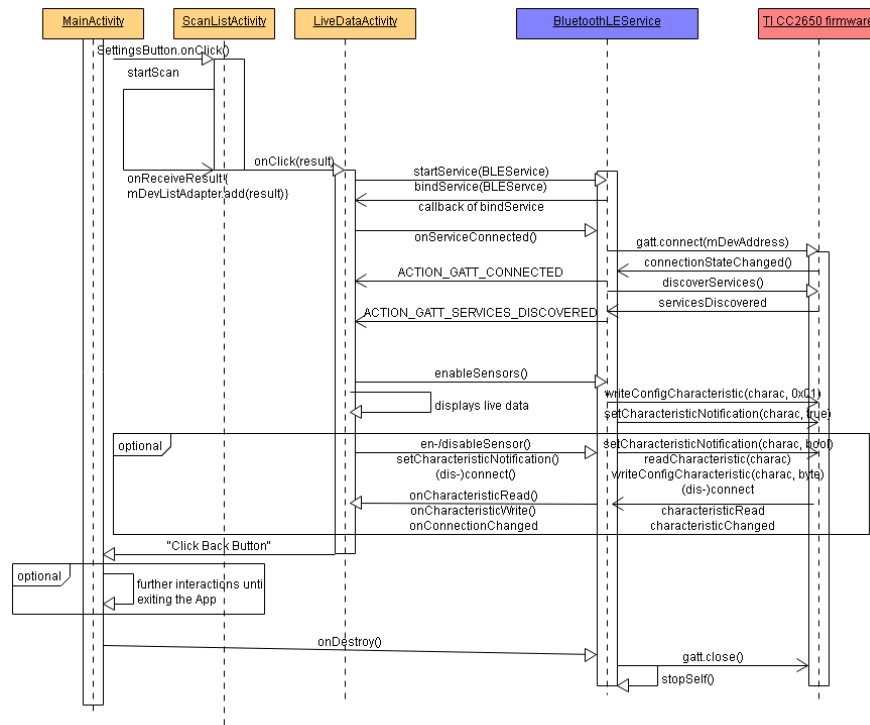 MainActivity
ScanListActivity
LiveDataActivity
BluetoothLEService
TI CC2650 firmware
SettingsButton.onClick()
startScan
onClick(result)
onReceiveResult {
mDevListAdapter.add(result)}
startService(BLEServce)
bindService(BLEServce)
callback of bindService
onServiceConnected()
gatt.connect(mDevAddress)
connectionStateChanged()
ACTION_GATT_CONNECTED
discoverServices()
servicesDiscovered
ACTION_GATT_SERVICES_DISCOVERED
enableSensors()
writeConfigCharacteristic(charac, 0x01)
displays live data
setCharacteristicNotification(charac, true)
optional
en-/disableSensor()
setCharacteristicNotification()
(dis-)connect()
setCharacteristicNotification(charac, bool)
readCharacteristic(charac)
writeConfigCharacteristic(charac, byte)
(dis-)connect
onCharacteristicRead()
onCharacteristicWrite()
onConnectionChanged
characteristicRead
characteristicChanged
"Click Back Button"
optional
further interactions until
exiting the App
onDestroy()
gatt.close()
stopSelf()